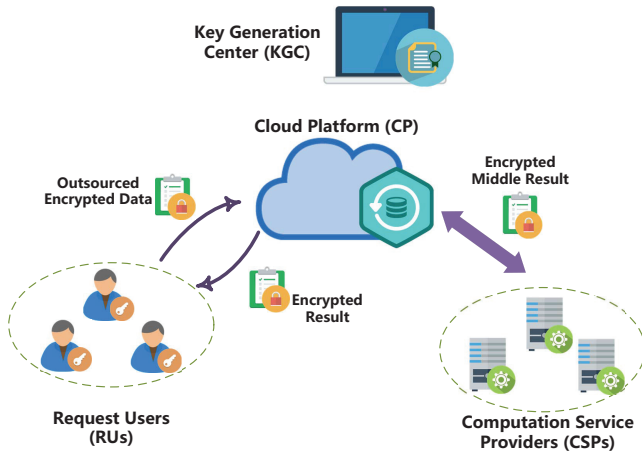 Key Generation
Center (KGC)
Cloud Platform (CP)
Outsourced
Encrypted Data
Encrypted
Middle Result
Encrypted
Result
Request Users
(RUs)
Computation Service
Providers (CSPs)